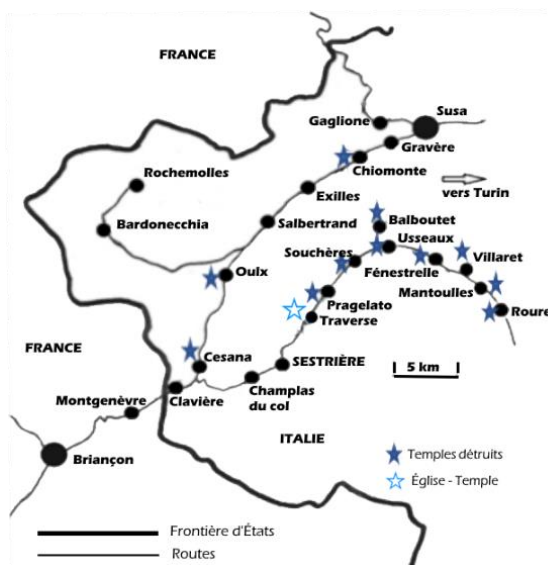 FRANCE
Susa
Gaglione
Gravère
Chiomonte
Rochemolles
vers Turin
Exilles
Balboutet
Bardonecchia
Salbertrand
Usseaux
Souchères
Villaret
Oulx
Fénestrelle
Mantoulles
Pragelato
Roure
Traverse
FRANCE
Cesana
SESTRIÈRE
5 km
Montgenèvre
Clavière
Champlas
du col
ITALIE
Briançon
Temples détruits
Église - Temple
Frontière d'États
Routes